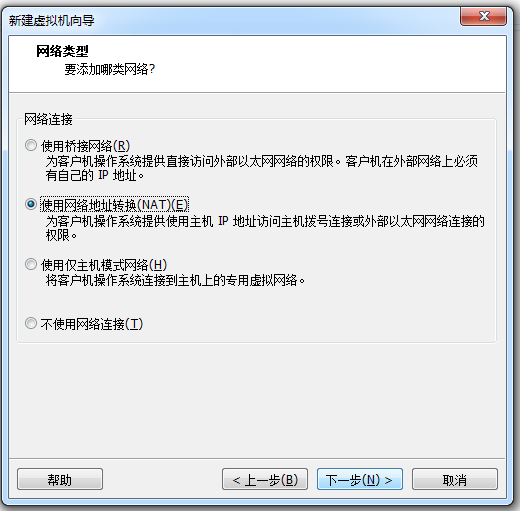 新建虚拟机向导
网络类型
要添加哪类网络?
网络连接
使用桥接网络(R)
为客户机操作系统提供直接访问外部以太网网络的权限。客户机在外部网络上必须
有自己的 IP 地址。
使用网络地址转换(NAT)(E)
为客户机操作系统提供使用主机 IP 地址访问主机拨号连接或外部以太网网络连接的
权限。
使用仅主机模式网络(H)
将客户机操作系统连接到主机上的专用虚拟网络。
不使用网络连接(T)
帮助
< 上一步(B)
下一步(N) >
取消